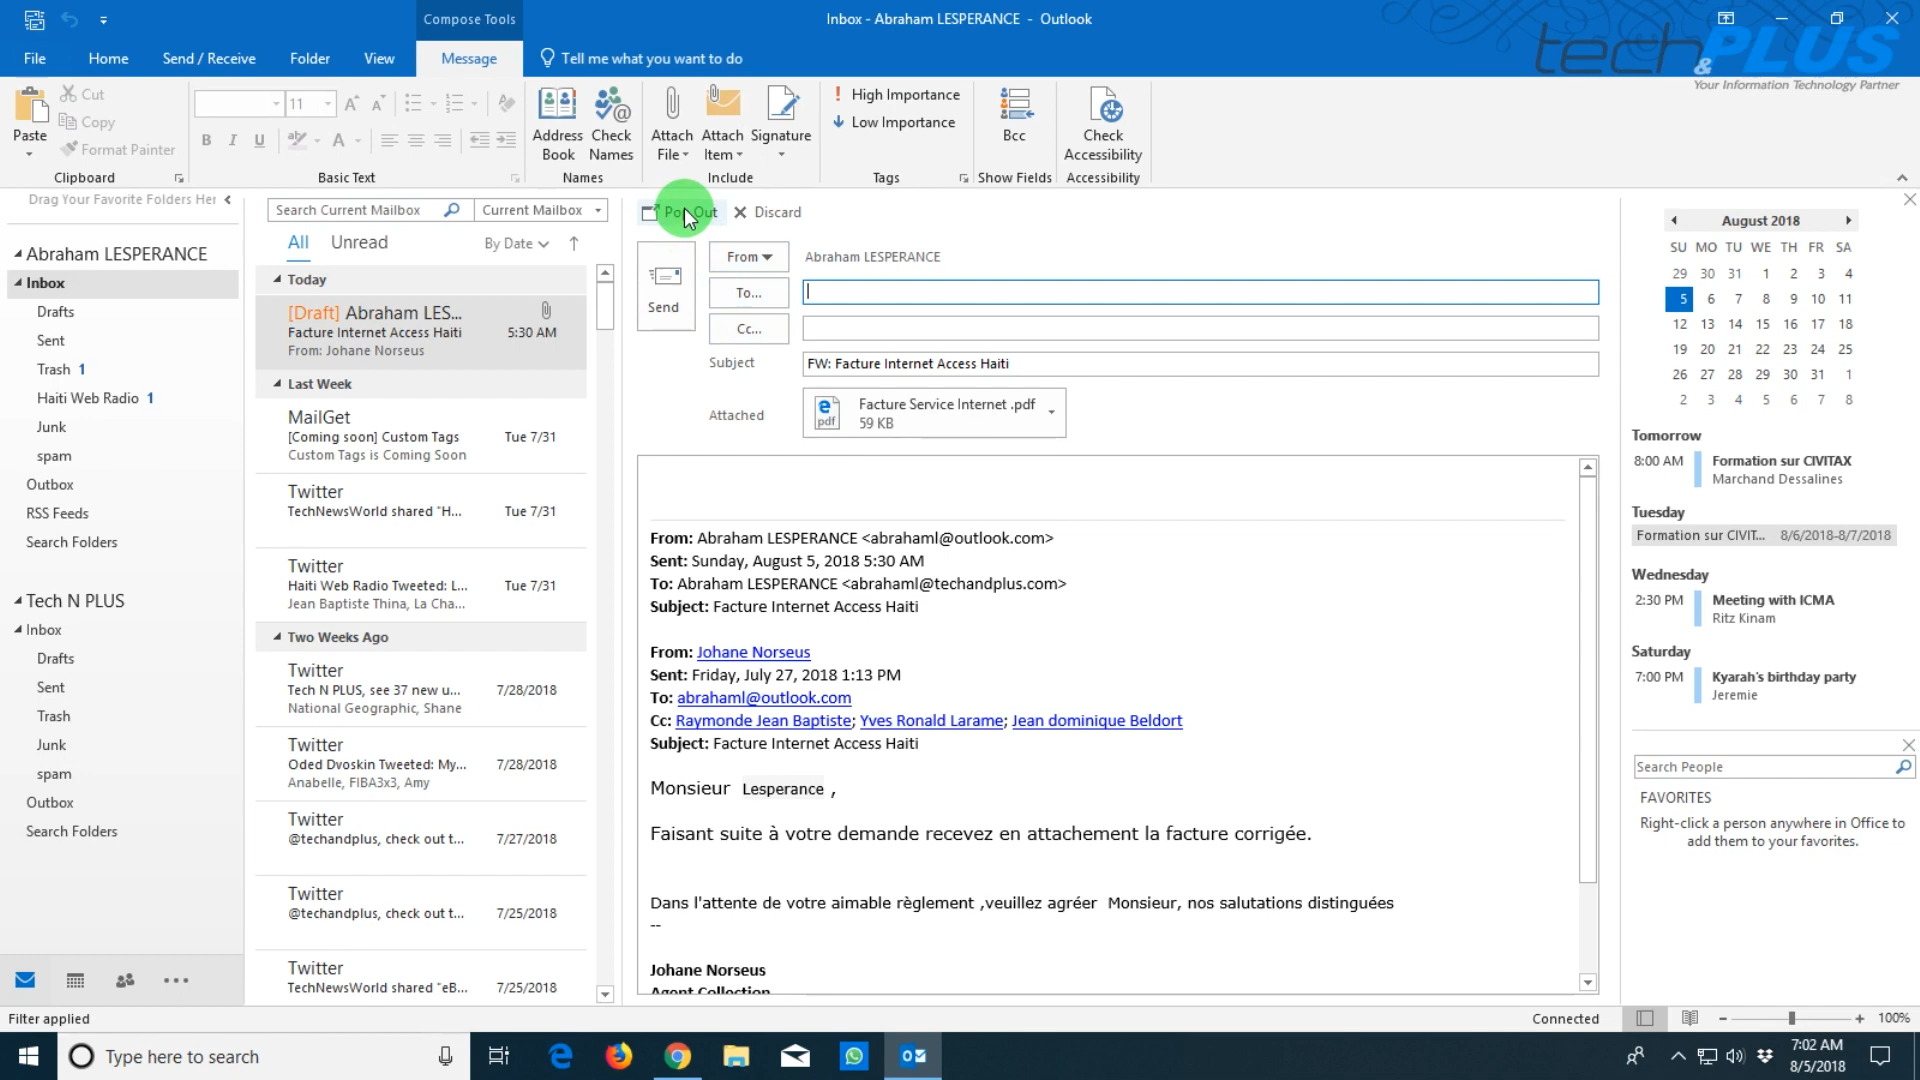 Compose Tools
Inbox - Abraham LESPERANCE - Outlook
tech & PLUS
Your Information Technology Partner
File Home Send / Receive Folder View Message Tell me what you want to do
Paste
Cut
Copy
Format Painter
Clipboard
11
B I U
Basic Text
Address Book
Check Names
Names
Attach File
Attach Item
Signature
Include
High Importance
Low Importance
Tags
Bcc
Show Fields
Check Accessibility
Accessibility
Drag Your Favorite Folders Her
Abraham LESPERANCE
Inbox
Drafts
Sent
Trash 1
Haiti Web Radio 1
Junk
spam
Outbox
RSS Feeds
Search Folders
Tech N PLUS
Inbox
Drafts
Sent
Trash
Junk
spam
Outbox
Search Folders
Search Current Mailbox
Current Mailbox
All Unread By Date
Today
[Draft] Abraham LES...
Facture Internet Access Haiti 5:30 AM
From: Johane Norseus
Last Week
MailGet
[Coming soon] Custom Tags Tue 7/31
Custom Tags is Coming Soon
Twitter
TechNewsWorld shared "H... Tue 7/31
Twitter
Haiti Web Radio Tweeted: L... Tue 7/31
Jean Baptiste Thina, La Cha...
Two Weeks Ago
Twitter
Tech N PLUS, see 37 new u... 7/28/2018
National Geographic, Shane
Twitter
Oded Dvoskin Tweeted: My... 7/28/2018
Anabelle, FIBA3x3, Amy
Twitter
@techandplus, check out t... 7/27/2018
Twitter
@techandplus, check out t... 7/25/2018
Twitter
TechNewsWorld shared "eB... 7/25/2018
Pop Out Discard
Send
From Abraham LESPERANCE
To...
Cc...
Subject FW: Facture Internet Access Haiti
Attached
pdf
Facture Service Internet .pdf
59 KB
From: Abraham LESPERANCE <abrahaml@outlook.com>
Sent: Sunday, August 5, 2018 5:30 AM
To: Abraham LESPERANCE <abrahaml@techandplus.com>
Subject: Facture Internet Access Haiti
From: Johane Norseus
Sent: Friday, July 27, 2018 1:13 PM
To: abrahaml@outlook.com
Cc: Raymonde Jean Baptiste; Yves Ronald Larame; Jean dominique Beldort
Subject: Facture Internet Access Haiti
Monsieur Lesperance ,
Faisant suite à votre demande recevez en attachement la facture corrigée.
Dans l'attente de votre aimable règlement ,veuillez agréer Monsieur, nos salutations distinguées
--
Johane Norseus
Agent Collection
August 2018
SU MO TU WE TH FR SA
29 30 31 1 2 3 4
5 6 7 8 9 10 11
12 13 14 15 16 17 18
19 20 21 22 23 24 25
26 27 28 29 30 31 1
2 3 4 5 6 7 8
Tomorrow
8:00 AM Formation sur CIVITAX
Marchand Dessalines
Tuesday
Formation sur CIVIT... 8/6/2018-8/7/2018
Wednesday
2:30 PM Meeting with ICMA
Ritz Kinam
Saturday
7:00 PM Kyarah's birthday party
Jeremie
Search People
FAVORITES
Right-click a person anywhere in Office to
add them to your favorites.
Filter applied
Connected
100%
Type here to search
7:02 AM
8/5/2018